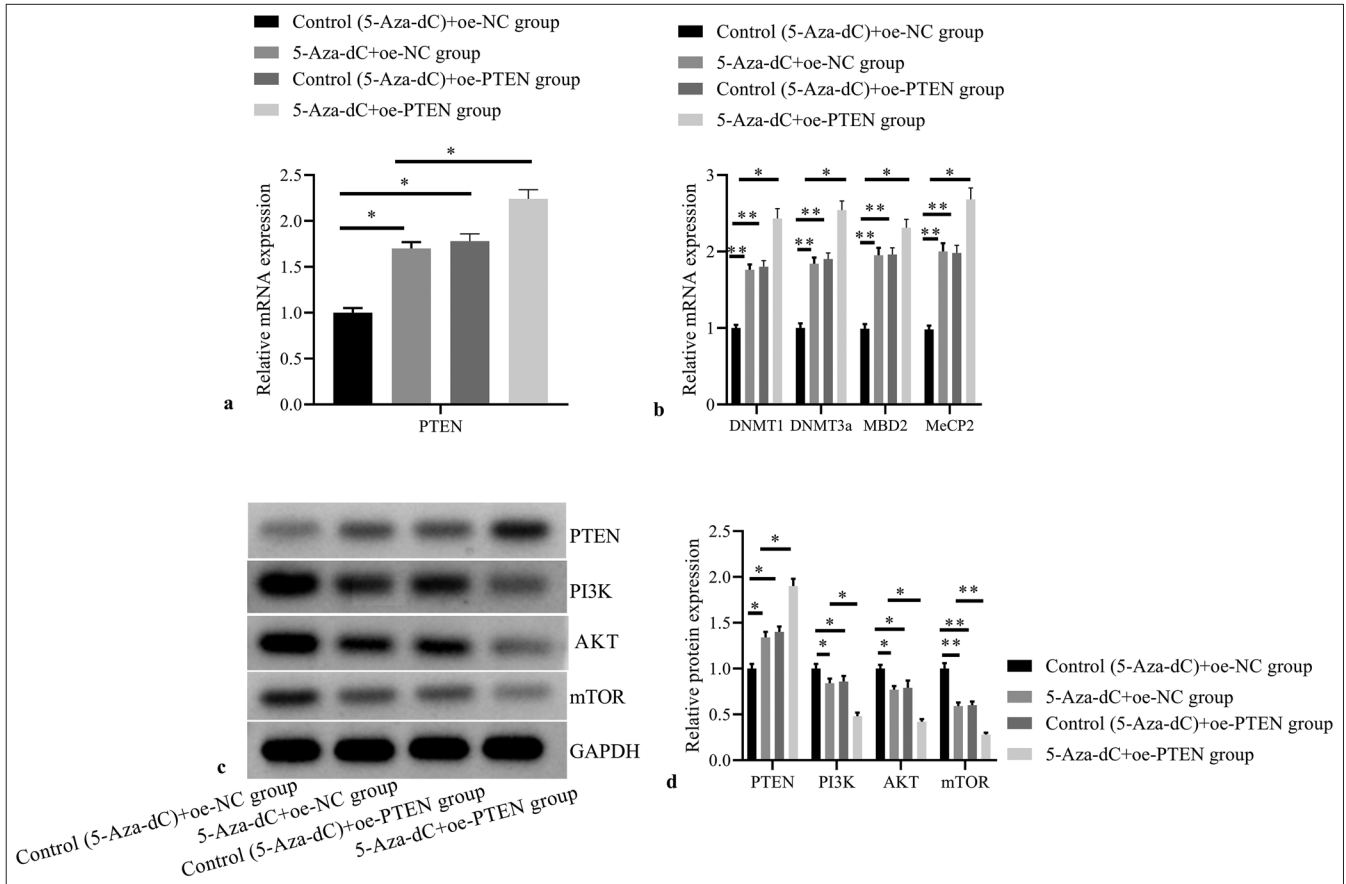 Control (5-Aza-dC)+oe-NC group
5-Aza-dC+oe-NC group
Control (5-Aza-dC)+oe-PTEN group
5-Aza-dC+oe-PTEN group
*
*
*
2.5
2.0
1.5
1.0
0.5
0.0
Relative mRNA expression
PTEN
a
Control (5-Aza-dC)+oe-NC group
5-Aza-dC+oe-NC group
Control (5-Aza-dC)+oe-PTEN group
5-Aza-dC+oe-PTEN group
* * * *
** ** ** **
** ** ** **
3
2
1
0
Relative mRNA expression
DNMT1 DNMT3a MBD2 MeCP2
b
PTEN
PI3K
AKT
mTOR
GAPDH
c
Control (5-Aza-dC)+oe-NC group
5-Aza-dC+oe-NC group
Control (5-Aza-dC)+oe-PTEN group
5-Aza-dC+oe-PTEN group
* * * **
* * * **
* * * **
2.5
2.0
1.5
1.0
0.5
0.0
Relative protein expression
PTEN PI3K AKT mTOR
d
Control (5-Aza-dC)+oe-NC group
5-Aza-dC+oe-NC group
Control (5-Aza-dC)+oe-PTEN group
5-Aza-dC+oe-PTEN group